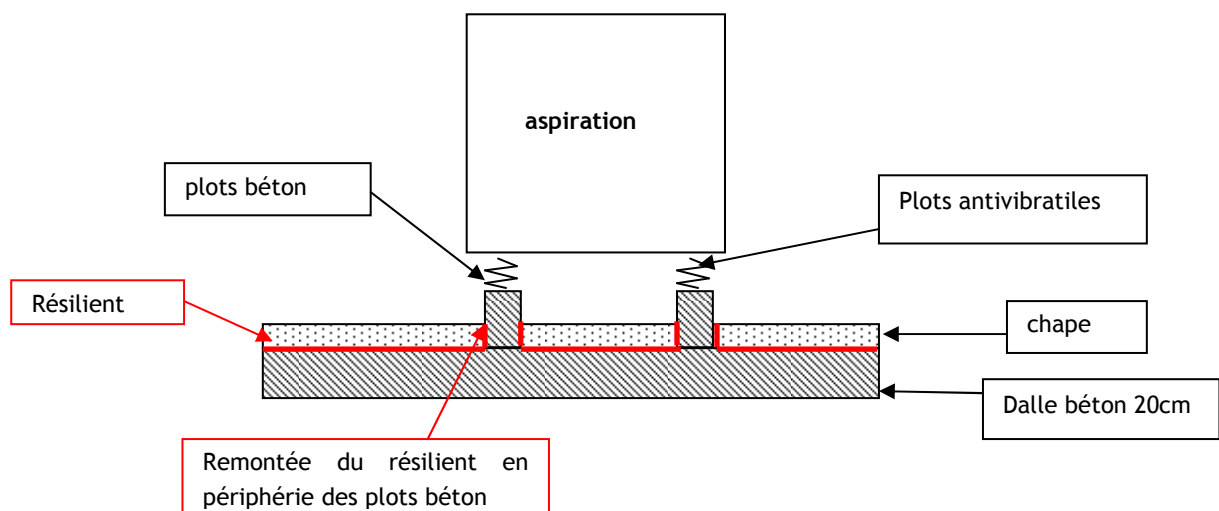 aspiration
plots béton
Plots antivibratiles
Résilient
chape
Dalle béton 20cm
Remontée du résilient en
périphérie des plots béton